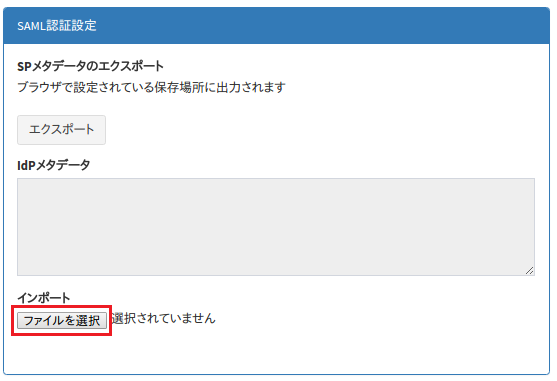 SAML認証設定
SPメタデータのエクスポート
ブラウザで設定されている保存場所に出力されます
エクスポート
IdPメタデータ
インポート
ファイルを選択 選択されていません